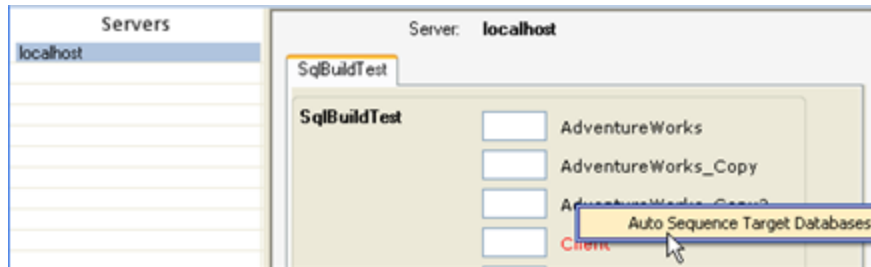 Servers
Server: localhost
localhost
SqlBuildTest
SqlBuildTest
AdventureWorks
AdventureWorks_Copy
Auto Sequence Target Databases
Client